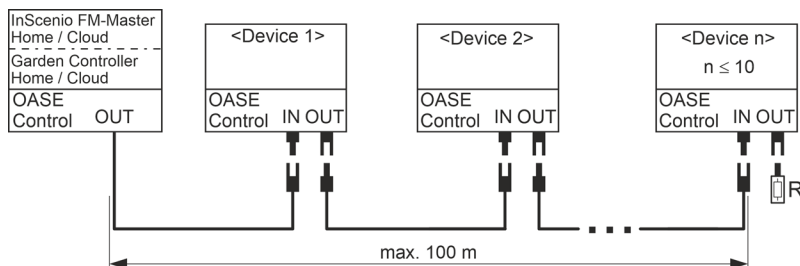 InScenio FM-Master
Home / Cloud
Garden Controller
Home / Cloud
OASE
Control OUT
<Device 1>
OASE
Control IN OUT
<Device 2>
OASE
Control IN OUT
<Device n>
n ≤ 10
OASE
Control IN OUT
R
max. 100 m